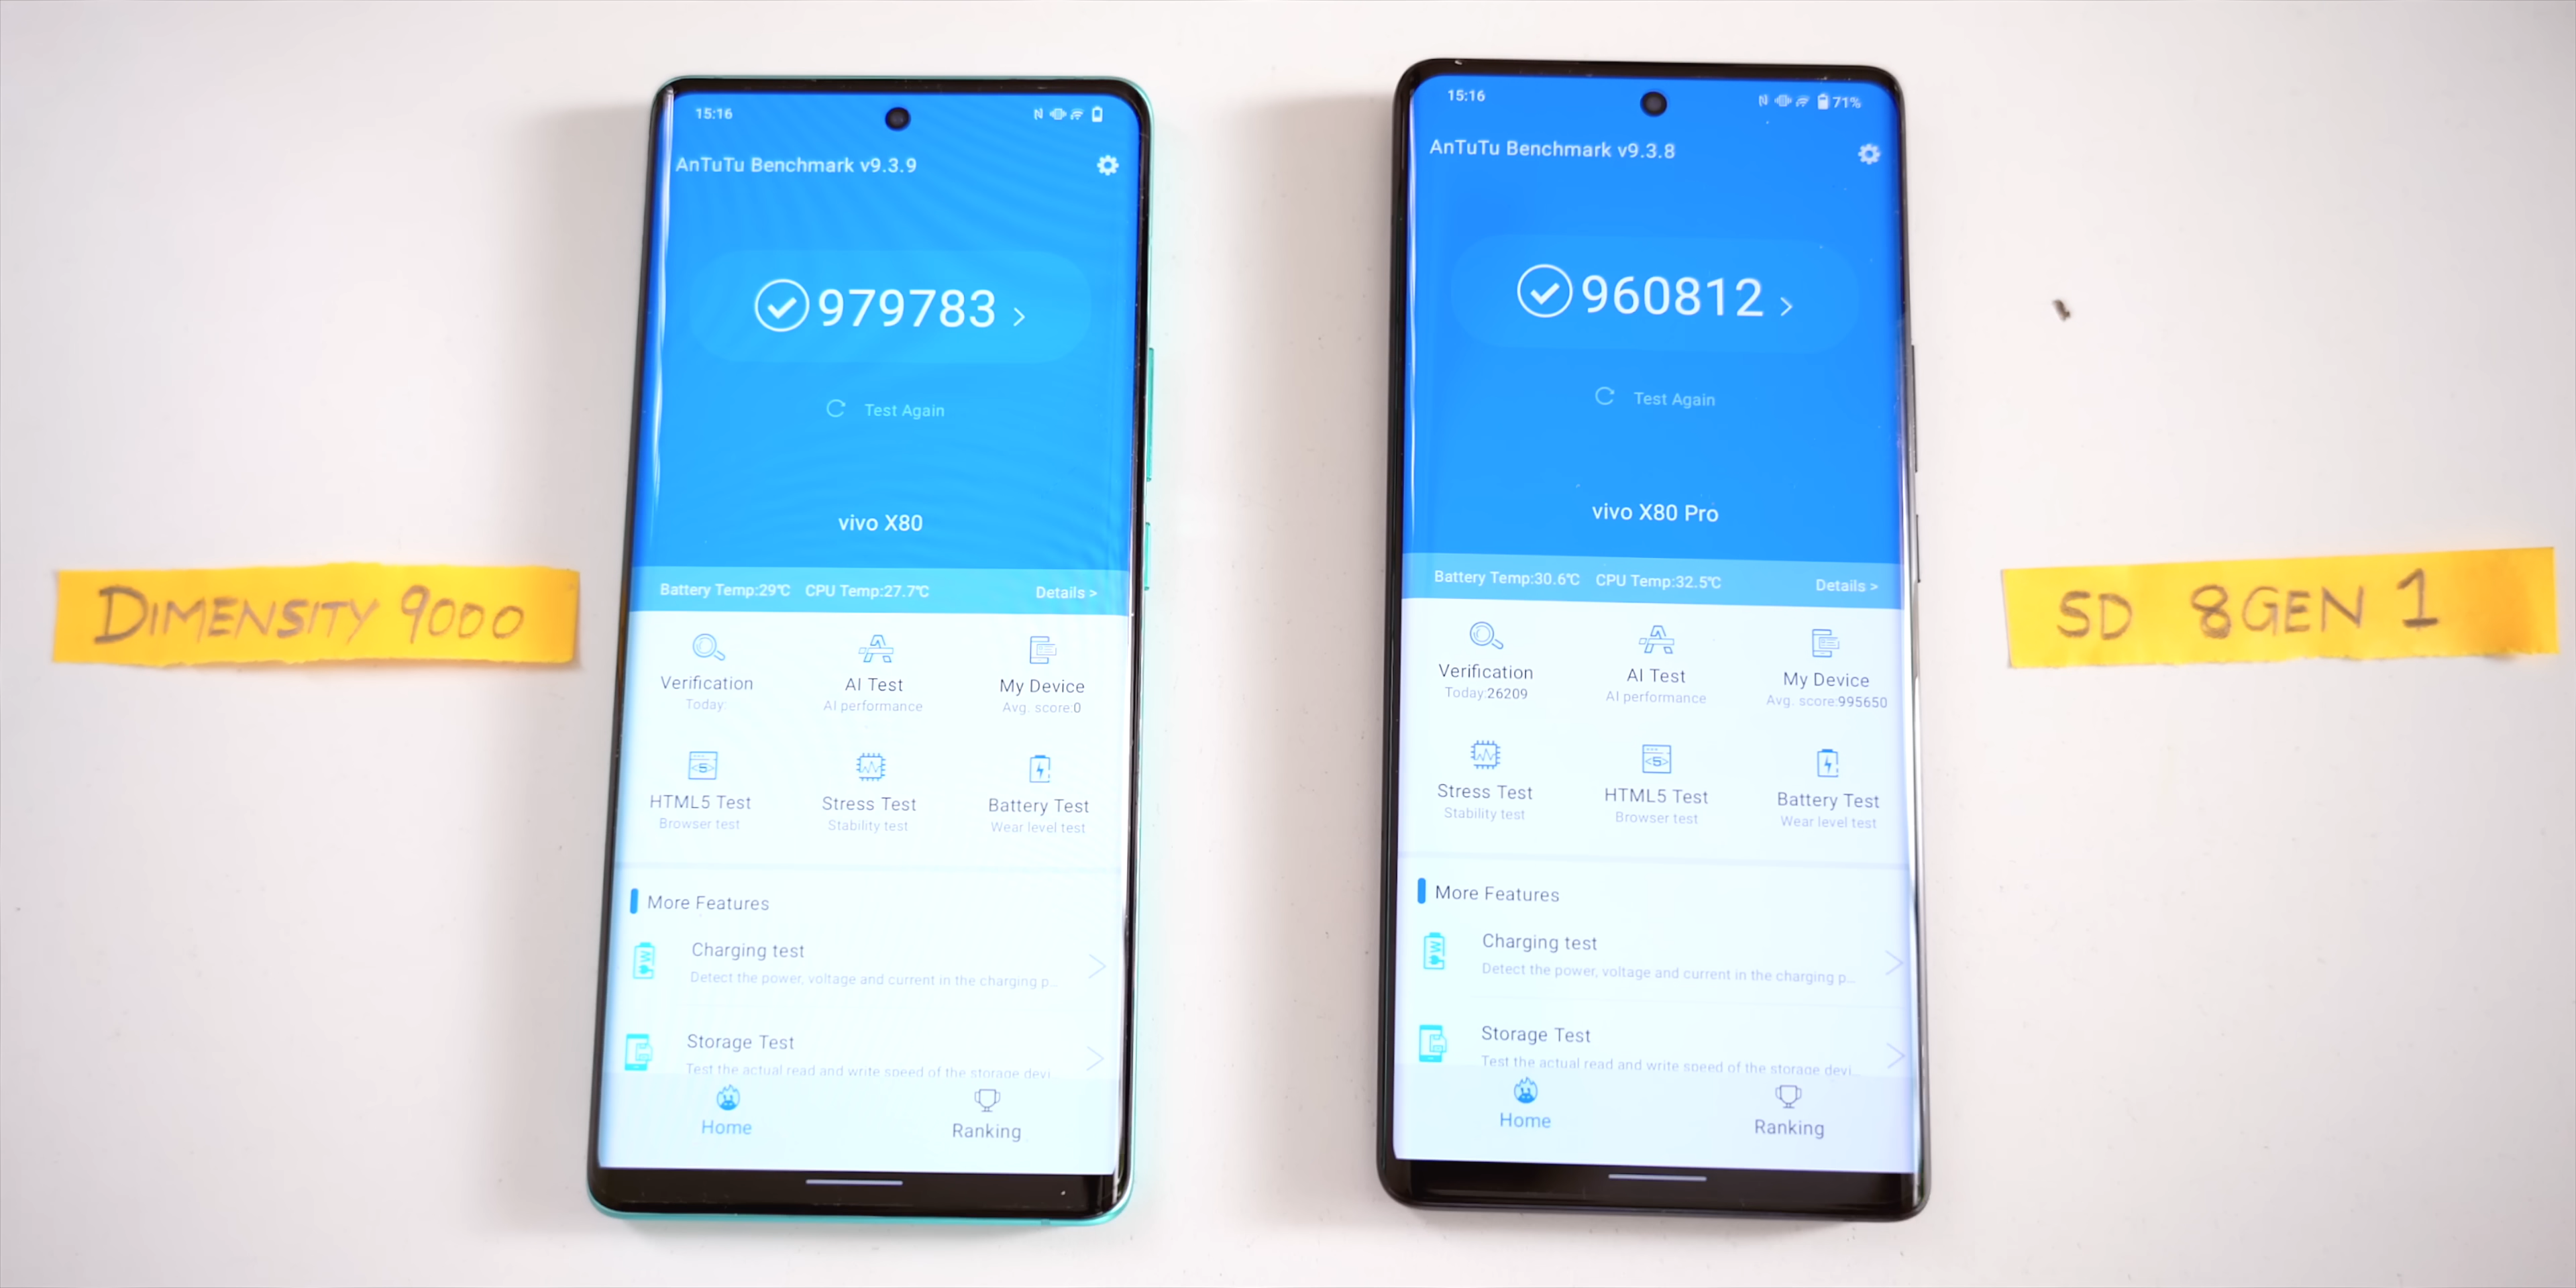 DIMENSITY 9000
15:16
AnTuTu Benchmark v9.3.9
979783
Test Again
vivo X80
Battery Temp:29℃ CPU Temp:27.7℃ Details >
Verification AI Test My Device
Today: AI performance Avg. score:0
HTML5 Test Stress Test Battery Test
Browser test Stability test Wear level test
More Features
Charging test
Detect the power, voltage and current in the charging p...
Storage Test
Test the actual read and write speed of the storage devi...
Home Ranking
15:16 71%
AnTuTu Benchmark v9.3.8
960812
Test Again
vivo X80 Pro
Battery Temp:30.6℃ CPU Temp:32.5℃ Details >
Verification AI Test My Device
Today:26209 AI performance Avg. score:995650
Stress Test HTML5 Test Battery Test
Stability test Browser test Wear level test
More Features
Charging test
Detect the power, voltage and current in the charging p...
Storage Test
Test the actual read and write speed of the storage devi...
Home Ranking
SD 8GEN 1